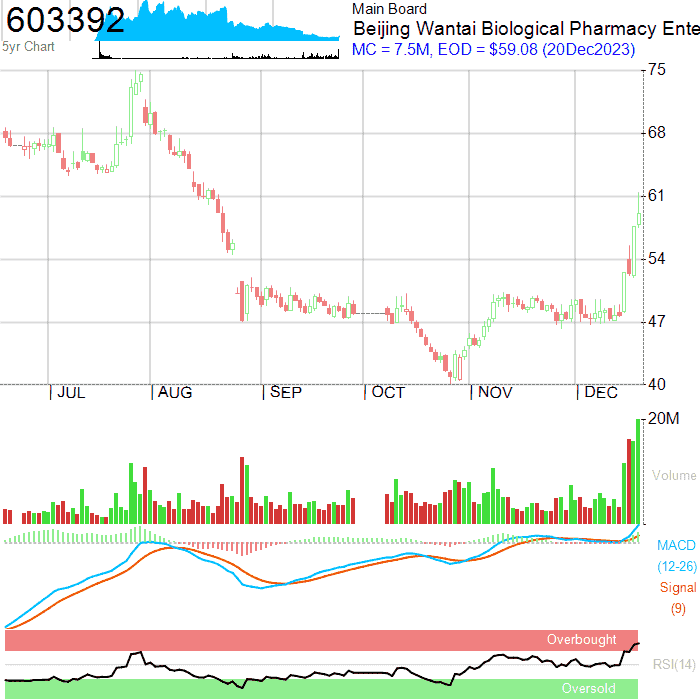 603392
5yr Chart
Main Board
Beijing Wantai Biological Pharmacy Ente
MC = 7.5M, EOD = $59.08 (20Dec2023)
75
68
61
54
47
40
JUL AUG SEP OCT NOV DEC
20M
Volume
MACD
(12-26)
Signal
(9)
Overbought
RSI(14)
Oversold